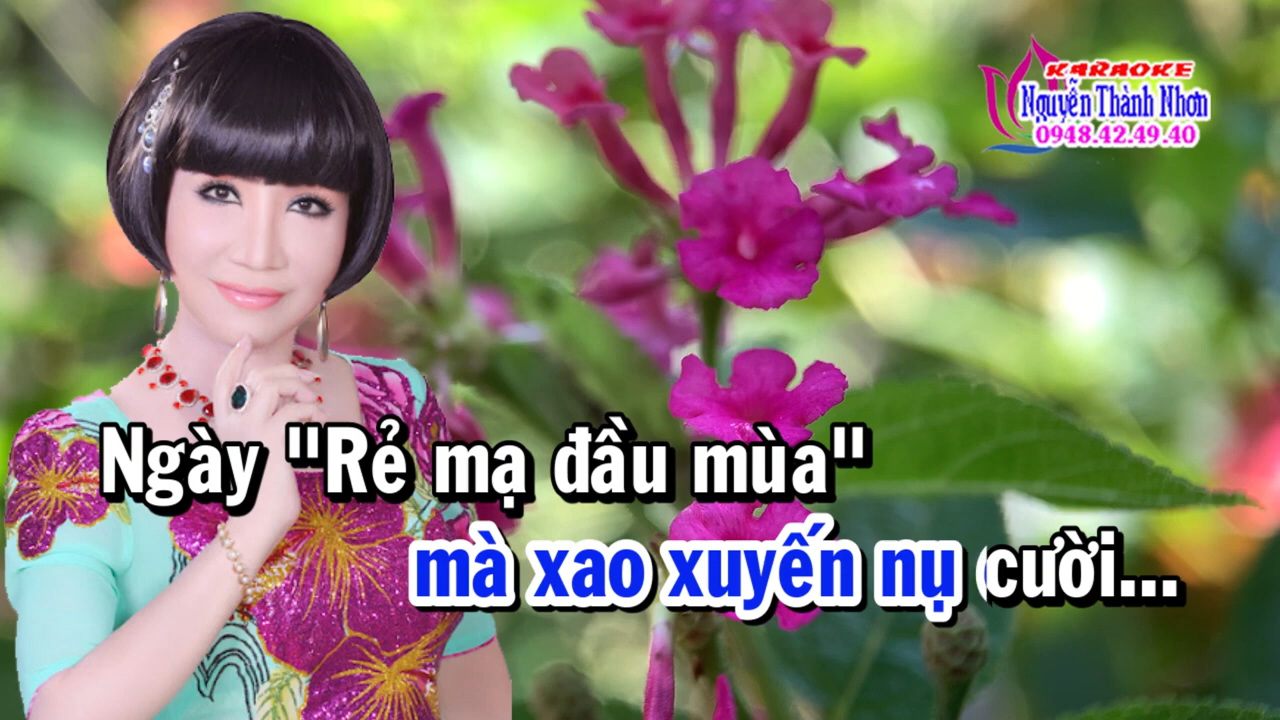 KARAOKE
Nguyễn Thành Nhơn
0948.42.49.40
Ngày "Rẻ mạ đầu mùa"
mà xao xuyến nụ cười...